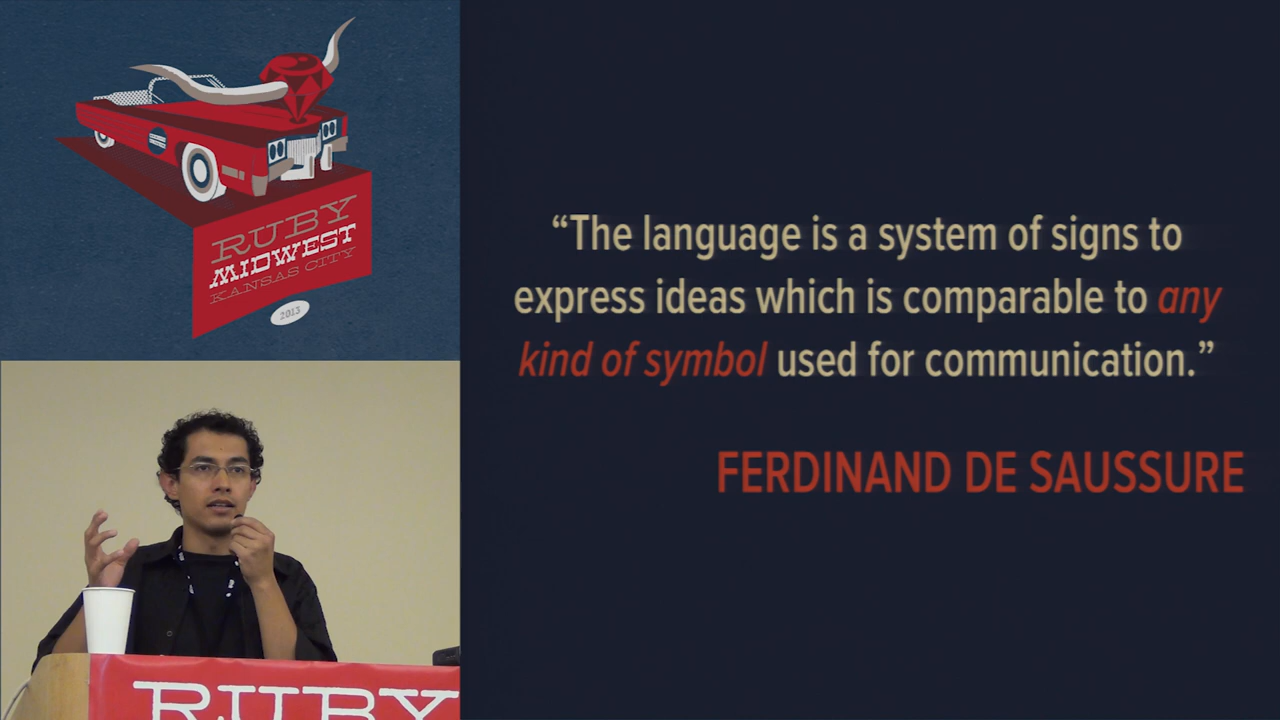 RUBY
MIDWEST
KANSAS CITY
2013
“The language is a system of signs to
express ideas which is comparable to any
kind of symbol used for communication.”
FERDINAND DE SAUSSURE
RUBY